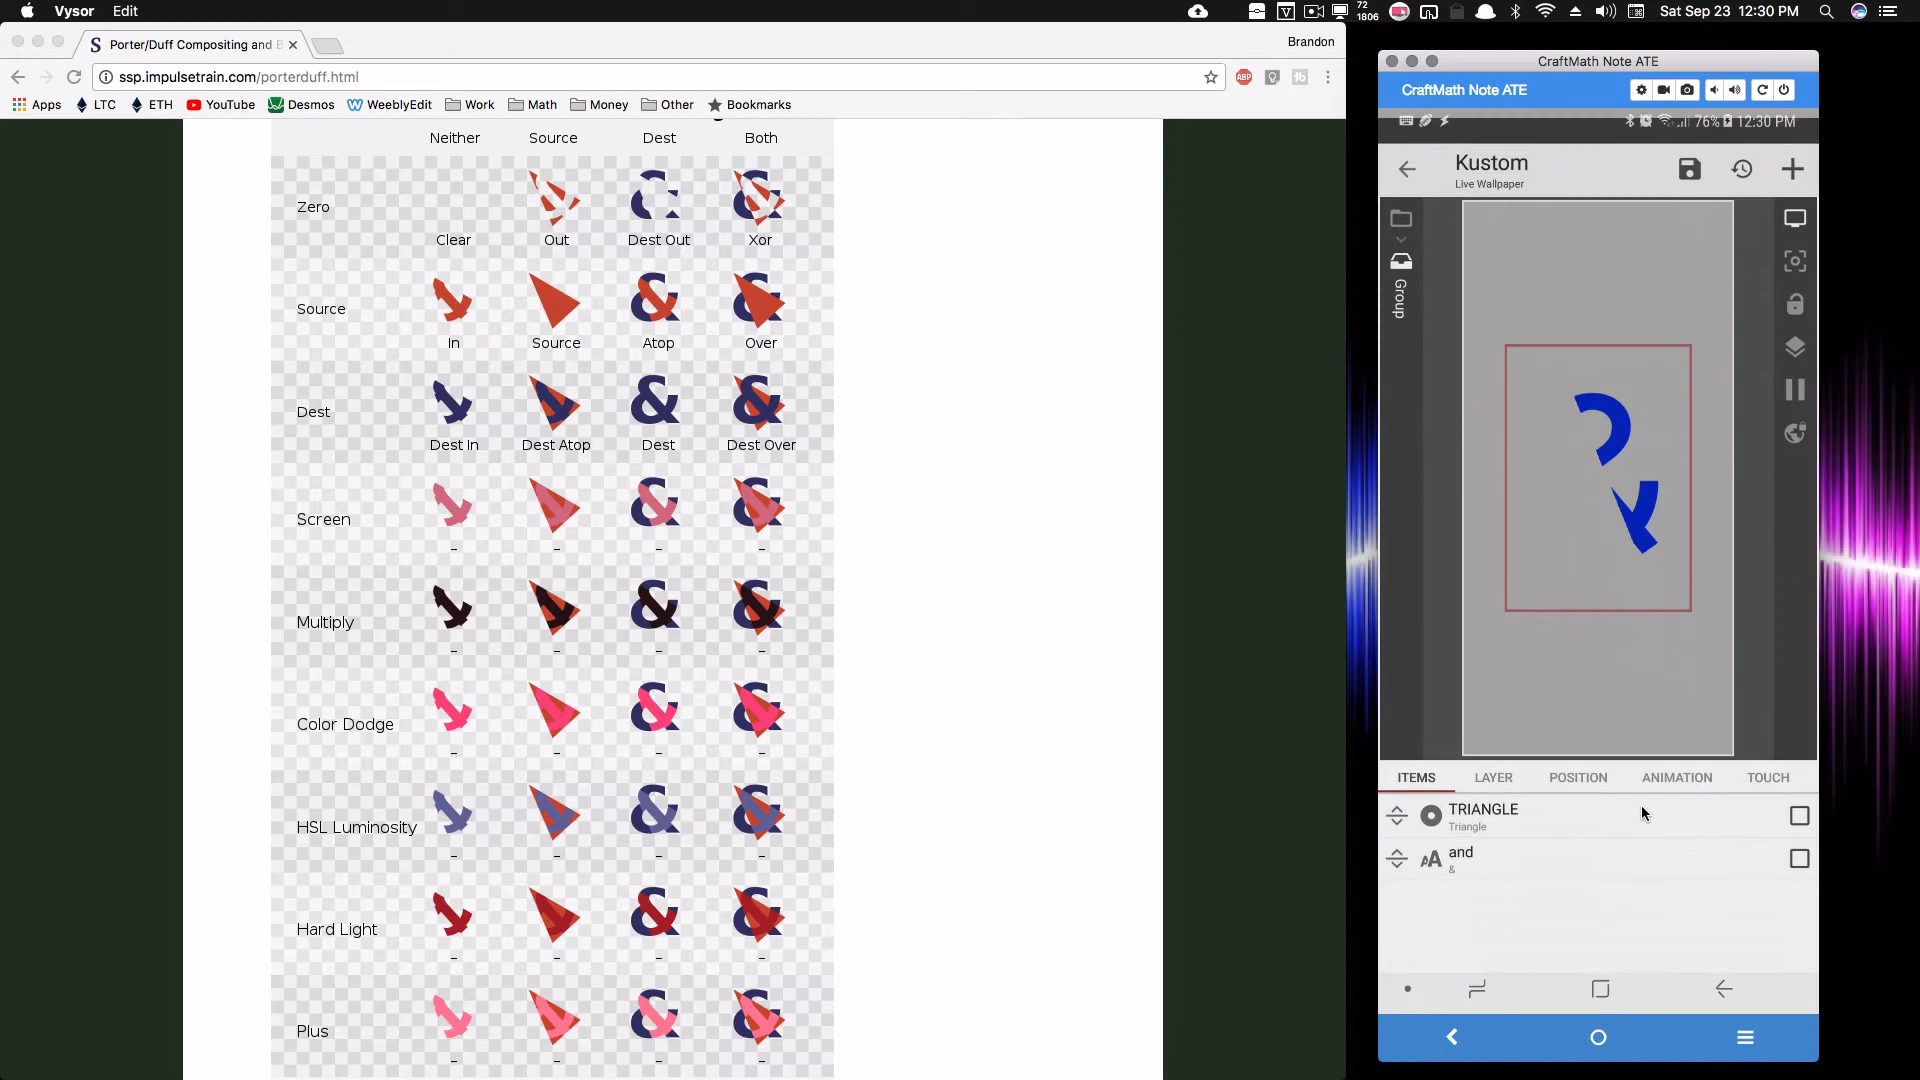 Vysor Edit
72
1806
Sat Sep 23 12:30 PM
Porter/Duff Compositing and B
Brandon
ssp.impulsetrain.com/porterduff.html
ABP
Apps LTC ETH YouTube Desmos WeeblyEdit Work Math Money Other Bookmarks
Neither Source Dest Both
Zero
Clear Out Dest Out Xor
Source
In Source Atop Over
Dest
Dest In Dest Atop Dest Dest Over
Screen
– – – –
Multiply
– – – –
Color Dodge
– – – –
HSL Luminosity
– – – –
Hard Light
– – – –
Plus
– – – –
CraftMath Note ATE
CraftMath Note ATE
76% 12:30 PM
Kustom
Live Wallpaper
Group
ITEMS LAYER POSITION ANIMATION TOUCH
TRIANGLE
Triangle
and
&